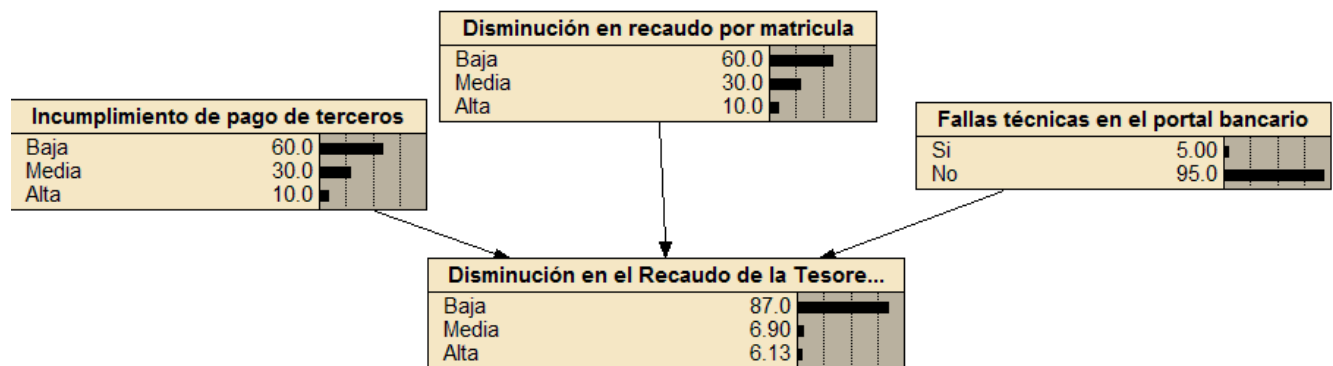 Disminución en recaudo por matricula
Baja 60.0
Media 30.0
Alta 10.0
Incumplimiento de pago de terceros
Baja 60.0
Media 30.0
Alta 10.0
Fallas técnicas en el portal bancario
Si 5.00
No 95.0
Disminución en el Recaudo de la Tesore...
Baja 87.0
Media 6.90
Alta 6.13